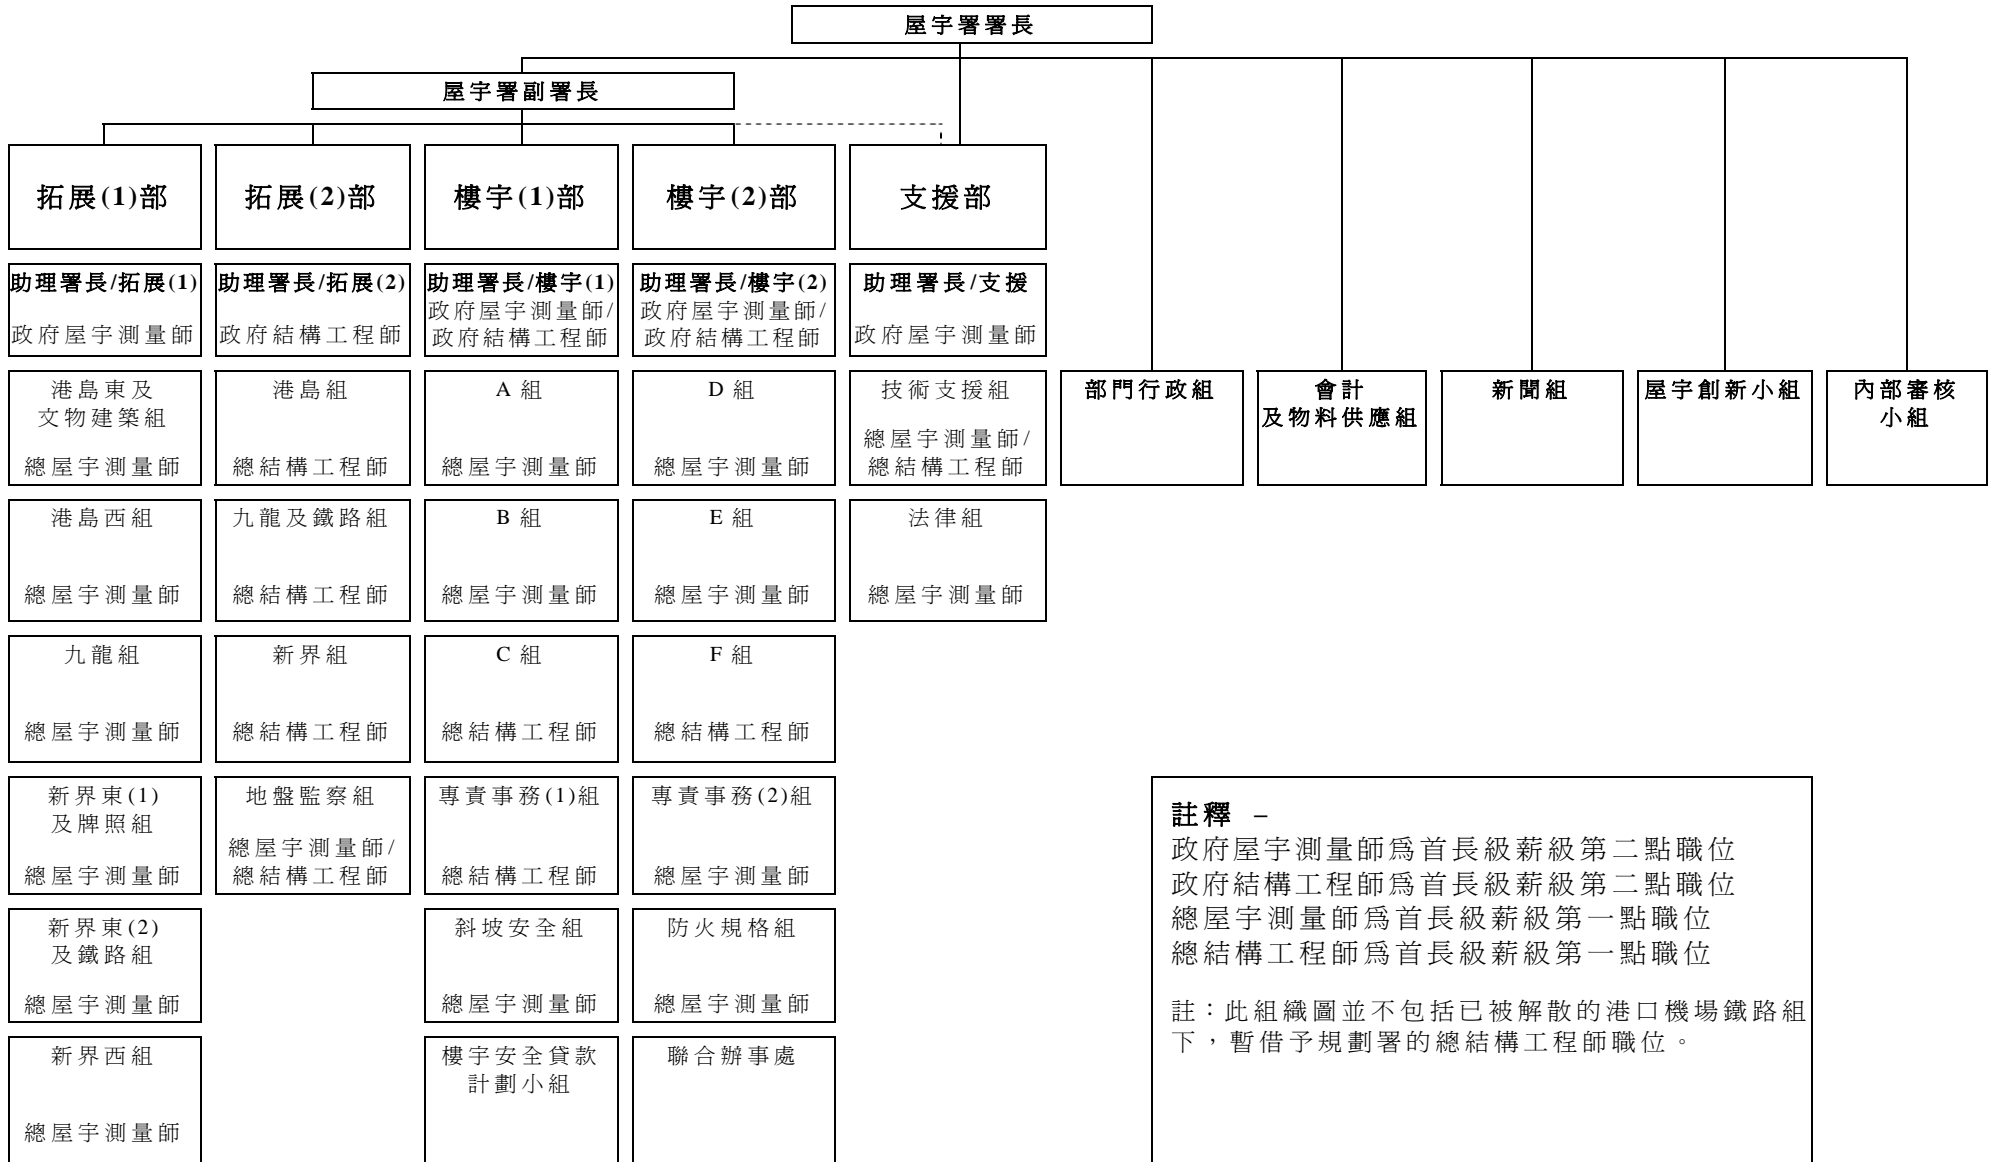 屋宇署署長
屋宇署副署長
拓展(1)部
拓展(2)部
樓宇(1)部
樓宇(2)部
支援部
助理署長/拓展(1)
政府屋宇測量師
助理署長/拓展(2)
政府結構工程師
助理署長/樓宇(1)
政府屋宇測量師/
政府結構工程師
助理署長/樓宇(2)
政府屋宇測量師/
政府結構工程師
助理署長/支援
政府屋宇測量師
港島東及
文物建築組
總屋宇測量師
港島組
總結構工程師
A 組
總屋宇測量師
D 組
總屋宇測量師
技術支援組
總屋宇測量師/
總結構工程師
部門行政組
會計
及物料供應組
新聞組
屋宇創新小組
內部審核
小組
港島西組
總屋宇測量師
九龍及鐵路組
總結構工程師
B 組
總屋宇測量師
E 組
總屋宇測量師
法律組
總屋宇測量師
九龍組
總屋宇測量師
新界組
總結構工程師
C 組
總結構工程師
F 組
總結構工程師
新界東(1)
及牌照組
總屋宇測量師
地盤監察組
總屋宇測量師/
總結構工程師
專責事務(1)組
總結構工程師
專責事務(2)組
總屋宇測量師
新界東(2)
及鐵路組
總屋宇測量師
斜坡安全組
總屋宇測量師
防火規格組
總屋宇測量師
新界西組
總屋宇測量師
樓宇安全貸款
計劃小組
聯合辦事處
註釋 –
政府屋宇測量師為首長級薪級第二點職位
政府結構工程師為首長級薪級第二點職位
總屋宇測量師為首長級薪級第一點職位
總結構工程師為首長級薪級第一點職位
註：此組織圖並不包括已被解散的港口機場鐵路組
下，暫借予規劃署的總結構工程師職位。